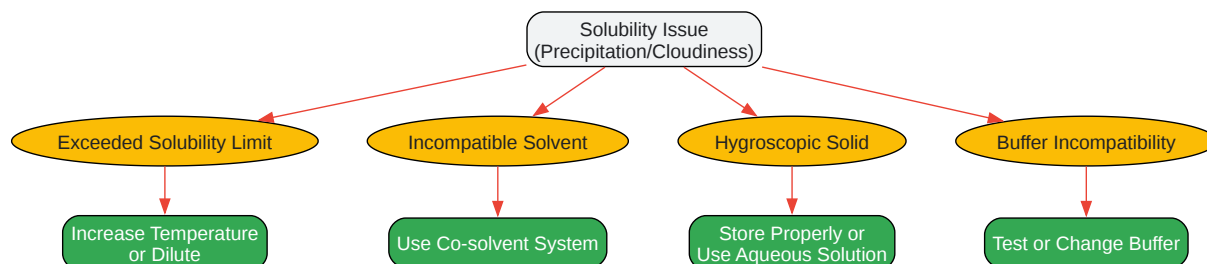 Solubility Issue
(Precipitation/Cloudiness)
Exceeded Solubility Limit
Incompatible Solvent
Hygroscopic Solid
Buffer Incompatibility
Increase Temperature
or Dilute
Use Co-solvent System
Store Properly or
Use Aqueous Solution
Test or Change Buffer